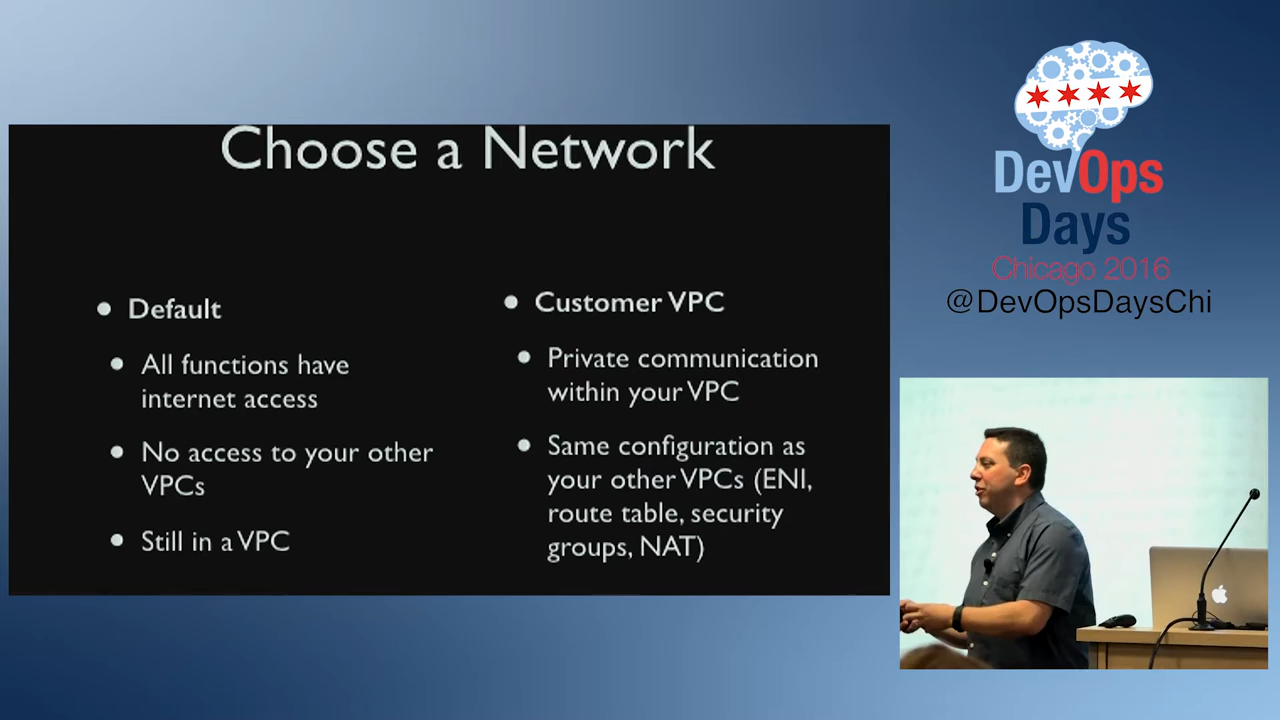 Choose a Network
• Default
• All functions have
internet access
• No access to your other
VPCs
• Still in a VPC
• Customer VPC
• Private communication
within your VPC
• Same configuration as
your other VPCs (ENI,
route table, security
groups, NAT)
DevOps
Days
Chicago 2016
@DevOpsDaysChi